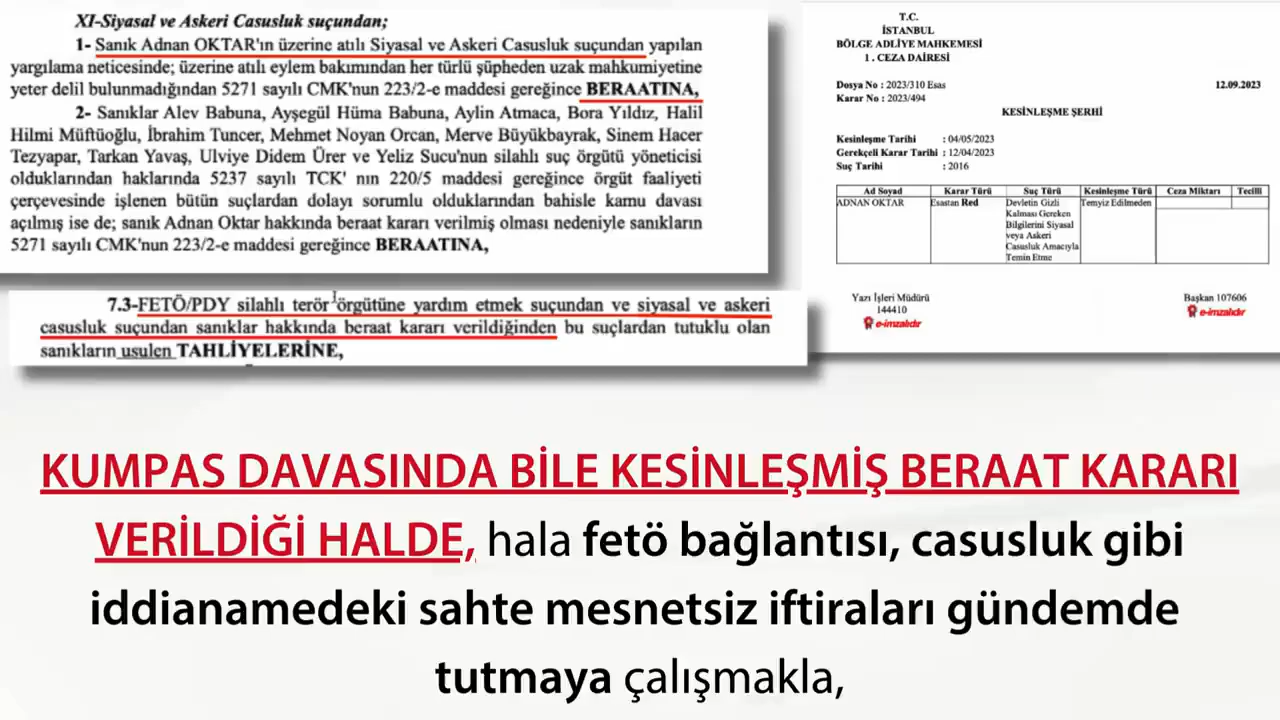 XI-Siyasal ve Askeri Casusluk suçundan;
1- Sanık Adnan OKTAR'ın üzerine atılı Siyasal ve Askeri Casusluk suçundan yapılan
yargılama neticesinde; üzerine atılı eylem bakımından her türlü şüpheden uzak mahkumiyetine
yeter delil bulunmadığından 5271 sayılı CMK'nun 223/2-e maddesi gereğince BERAATINA,
2- Sanıklar Alev Babuna, Ayşegül Hüma Babuna, Aylin Atmaca, Bora Yıldız, Halil
Hilmi Müftüoğlu, İbrahim Tuncer, Mehmet Noyan Orcan, Merve Büyükbayrak, Sinem Hacer
Tezyapar, Tarkan Yavaş, Ulviye Didem Ürer ve Yeliz Sucu'nun silahlı suç örgütü yöneticisi
olduklarından haklarında 5237 sayılı TCK' nın 220/5 maddesi gereğince örgüt faaliyeti
çerçevesinde işlenen bütün suçlardan dolayı sorumlu olduklarından bahisle kamu davası
açılmış ise de; sanık Adnan Oktar hakkında beraat kararı verilmiş olması nedeniyle sanıkların
5271 sayılı CMK'nun 223/2-e maddesi gereğince BERAATINA,
7.3-FETÖ/PDY silahlı terör örgütüne yardım etmek suçundan ve siyasal ve askeri
casusluk suçundan sanıklar hakkında beraat kararı verildiğinden bu suçlardan tutuklu olan
sanıkların usulen TAHLİYELERİNE,
T.C.
İSTANBUL
BÖLGE ADLİYE MAHKEMESİ
1 . CEZA DAİRESİ
Dosya No : 2023/310 Esas 12.09.2023
Karar No : 2023/494
KESİNLEŞME ŞERHİ
Kesinleşme Tarihi : 04/05/2023
Gerekçeli Karar Tarihi : 12/04/2023
Suç Tarihi : 2016
Ad Soyad Karar Türü Suç Türü Kesinleşme Türü Ceza Miktarı Tecilli
ADNAN OKTAR Esastan Red Devletin Gizli Temyiz Edilmeden
Kalması Gereken
Bilgilerini Siyasal
veya Askeri
Casusluk Amacıyla
Temin Etme
Yazı İşleri Müdürü Başkan 107606
144410
e-imzalıdır e-imzalıdır
KUMPAS DAVASINDA BİLE KESİNLEŞMİŞ BERAAT KARARI
VERİLDİĞİ HALDE, hala fetö bağlantısı, casusluk gibi
iddianamedeki sahte mesnetsiz iftiraları gündemde
tutmaya çalışmakla,